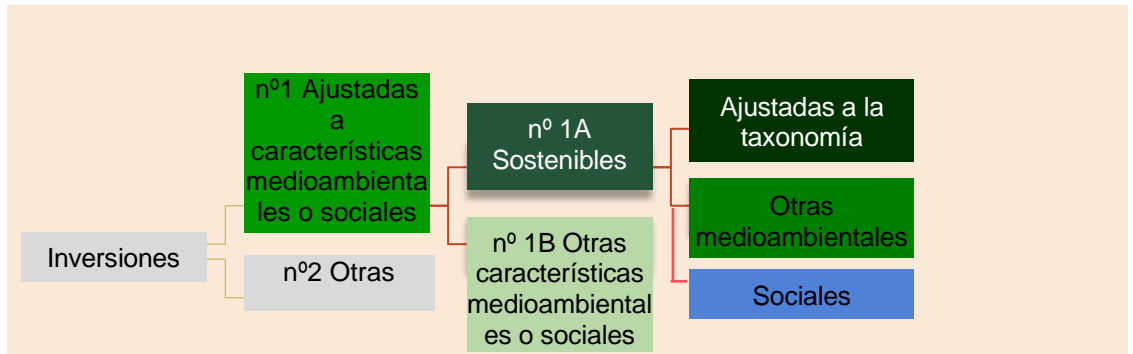 Inversiones
nº1 Ajustadas
a
características
medioambienta
les o sociales
nº2 Otras
nº 1A
Sostenibles
nº 1B Otras
características
medioambiental
es o sociales
Ajustadas a la
taxonomía
Otras
medioambientales
Sociales